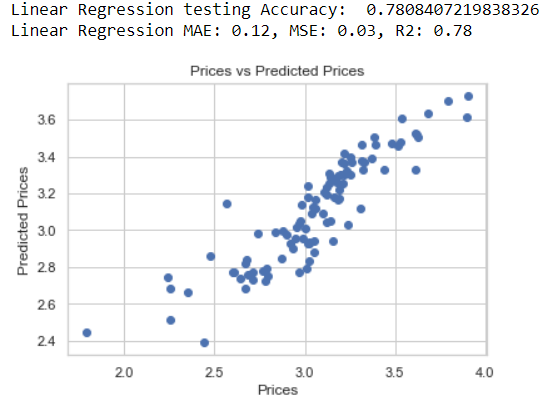 Linear Regression testing Accuracy:  0.7808407219838326
Linear Regression MAE: 0.12, MSE: 0.03, R2: 0.78
Prices vs Predicted Prices
Predicted Prices
3.6
3.4
3.2
3.0
2.8
2.6
2.4
2.0 2.5 3.0 3.5 4.0
Prices